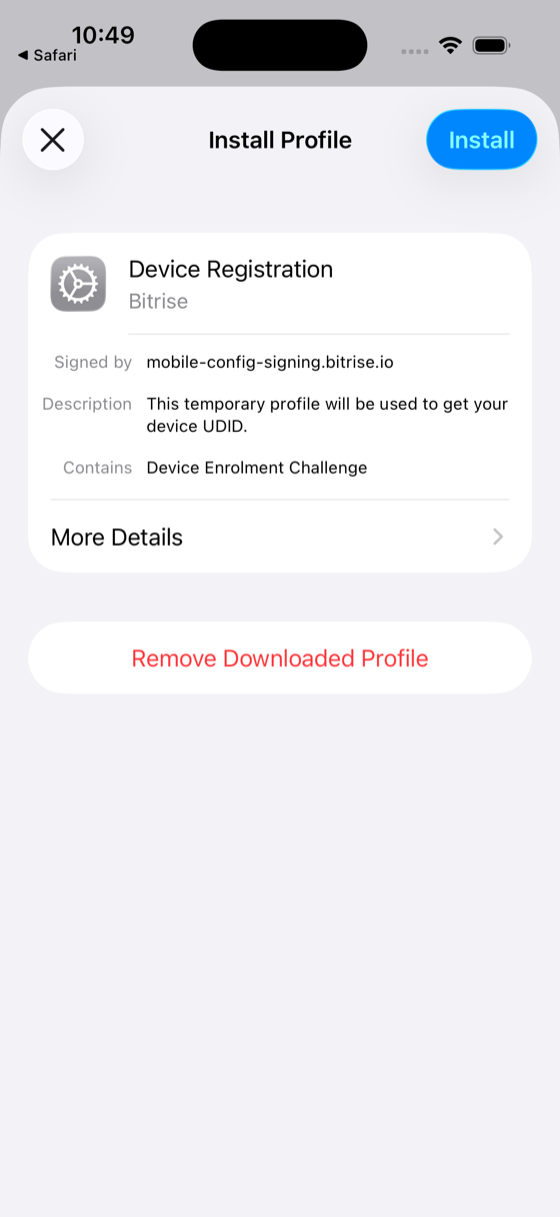 10:49
◀ Safari
Install Profile
Install
Device Registration
Bitrise
Signed by mobile-config-signing.bitrise.io
Description This temporary profile will be used to get your
device UDID.
Contains Device Enrolment Challenge
More Details
Remove Downloaded Profile